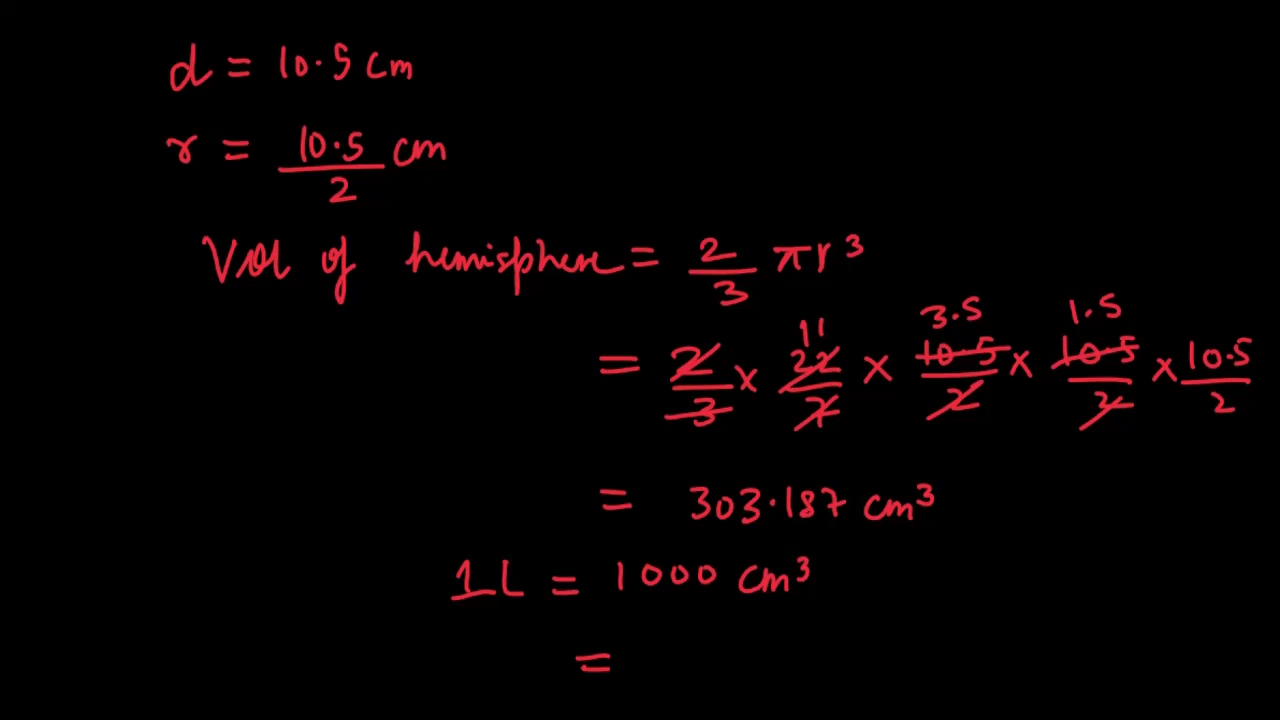 d = 10.5 cm
r = 10.5/2 cm
Vol of hemisphere = 2/3 πr³
11 3.5 1.5
= 2/3 × 22/7 × 10.5/2 × 10.5/2 × 10.5/2
= 303.187 cm³
1L = 1000 cm³
=